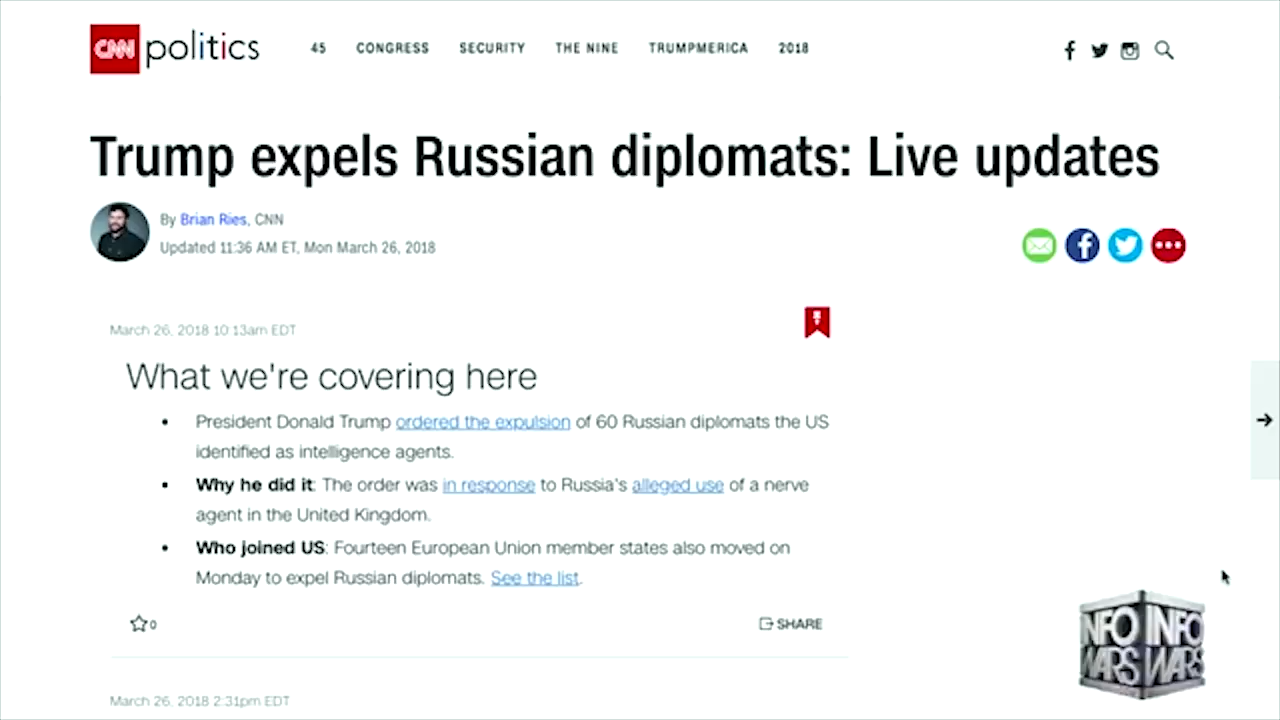 CNN politics 45 CONGRESS SECURITY THE NINE TRUMPMERICA 2018
Trump expels Russian diplomats: Live updates
By Brian Ries, CNN
Updated 11:36 AM ET, Mon March 26, 2018
March 26, 2018 10:13am EDT
What we're covering here
• President Donald Trump ordered the expulsion of 60 Russian diplomats the US
identified as intelligence agents.
• Why he did it: The order was in response to Russia's alleged use of a nerve
agent in the United Kingdom.
• Who joined US: Fourteen European Union member states also moved on
Monday to expel Russian diplomats. See the list.
0 SHARE
March 26, 2018 2:31pm EDT
INFO INFO
WARS WARS